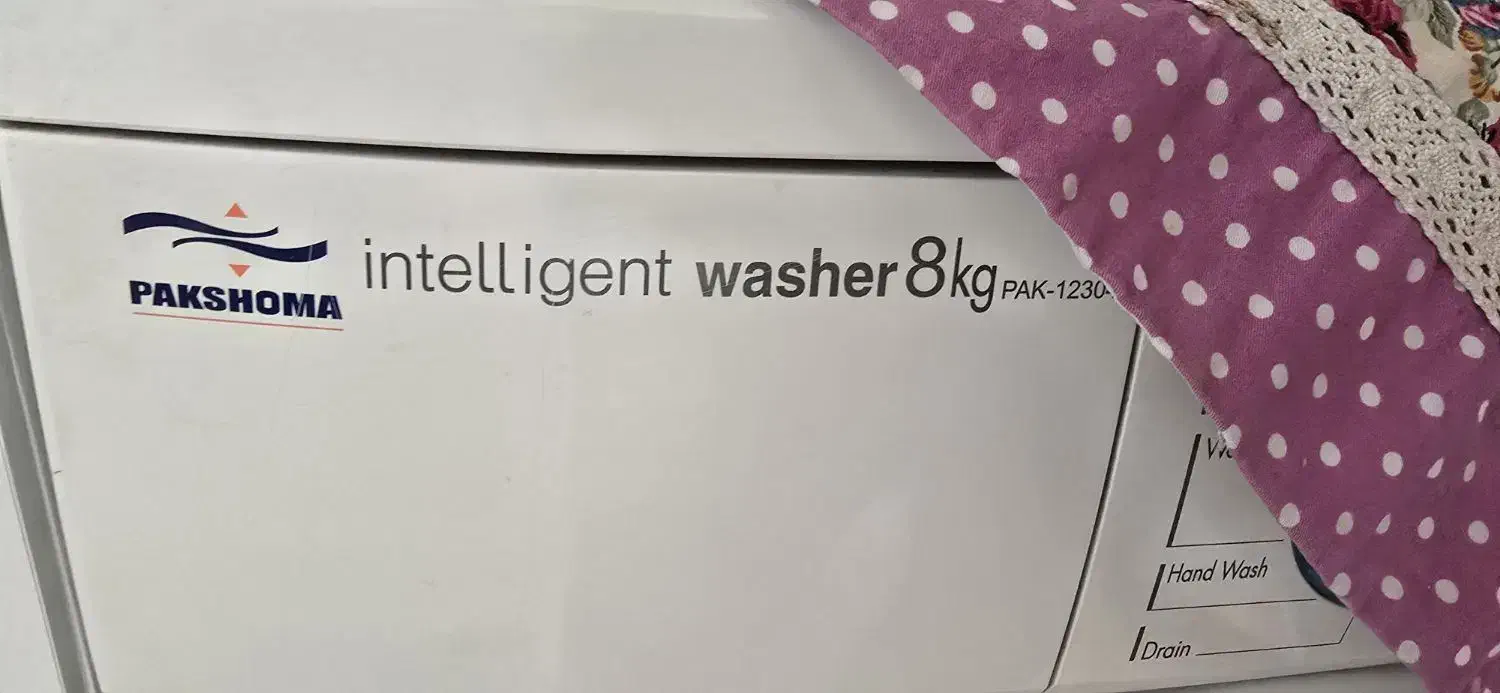 PAKSHOMA
intelligent washer 8kg PAK-1230-
Hand Wash
Drain